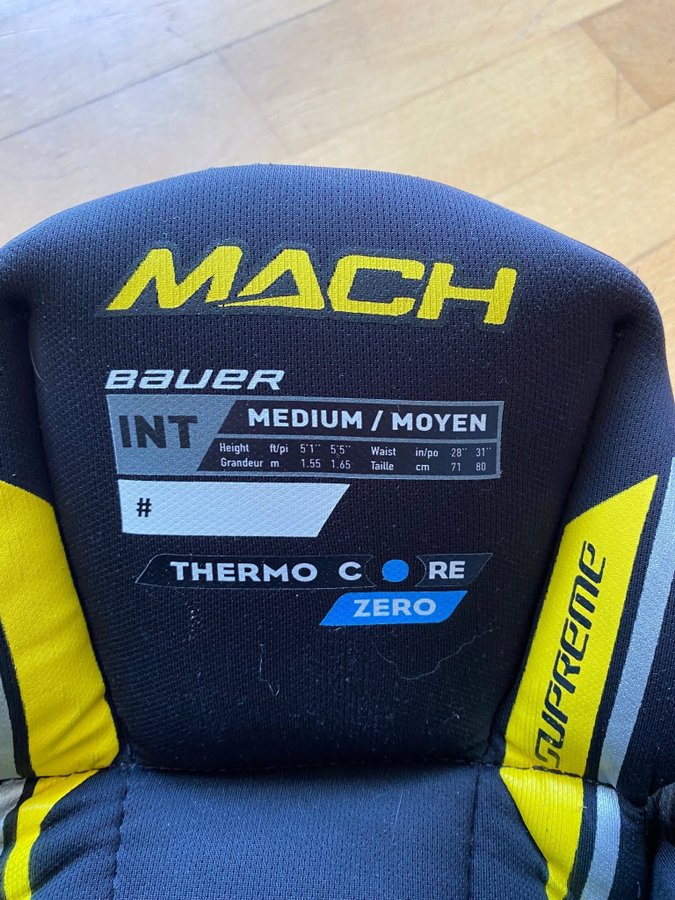 MACH
BAUER
INT MEDIUM / MOYEN
Height ft/pi 5'1" 5'5" Waist in/po 28" 31"
Grandeur m 1.55 1.65 Taille cm 71 80
#
THERMO CORE
ZERO
SUPREME